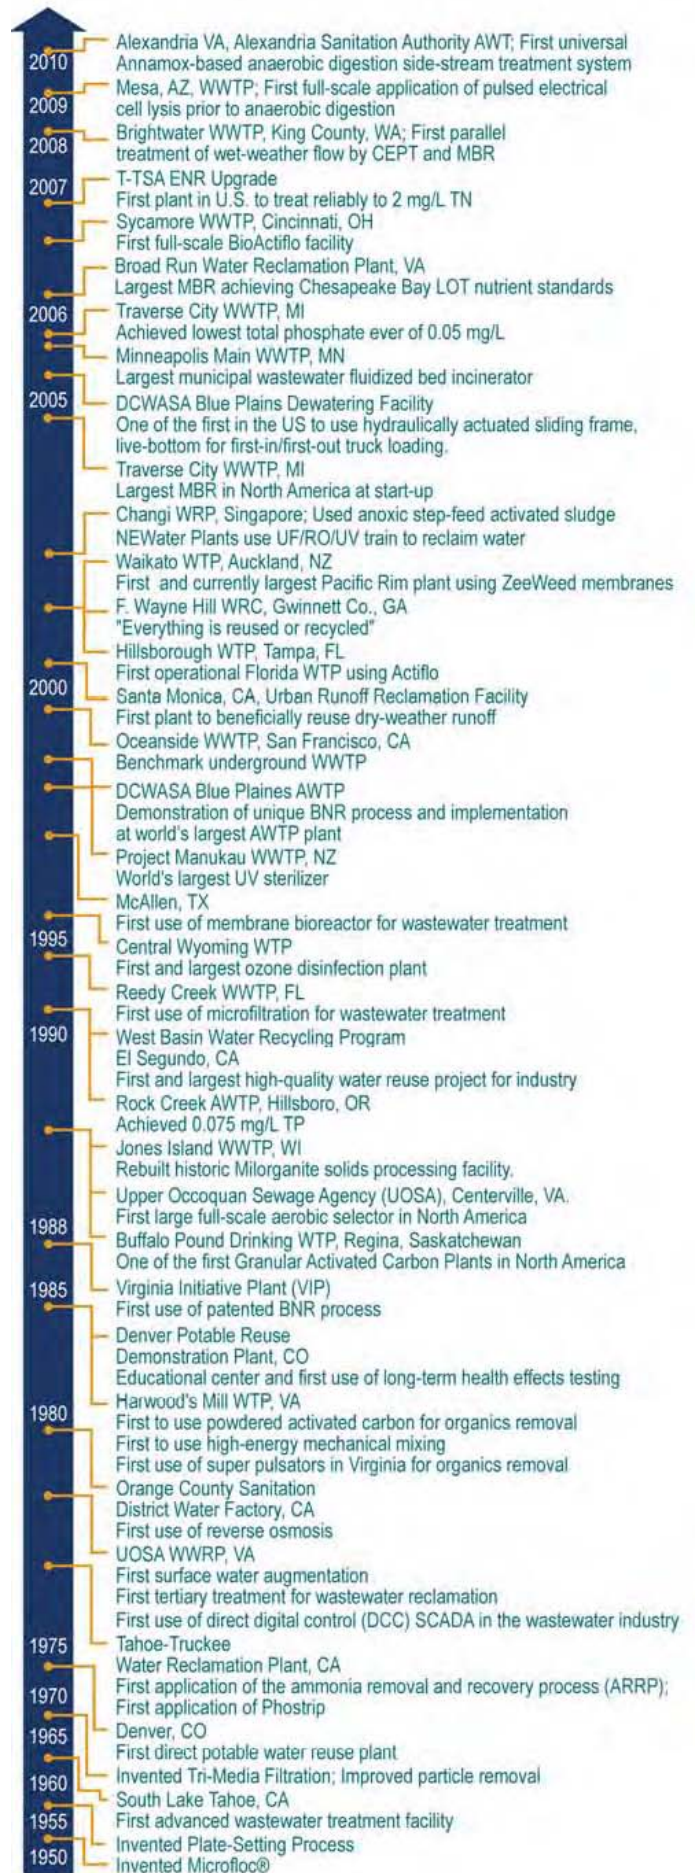 2010
Alexandria VA, Alexandria Sanitation Authority AWT; First universal
Annamox-based anaerobic digestion side-stream treatment system
2009
Mesa, AZ, WWTP; First full-scale application of pulsed electrical
cell lysis prior to anaerobic digestion
2008
Brightwater WWTP, King County, WA; First parallel
treatment of wet-weather flow by CEPT and MBR
2007
T-TSA ENR Upgrade
First plant in U.S. to treat reliably to 2 mg/L TN
Sycamore WWTP, Cincinnati, OH
First full-scale BioActiflo facility
Broad Run Water Reclamation Plant, VA
Largest MBR achieving Chesapeake Bay LOT nutrient standards
2006
Traverse City WWTP, MI
Achieved lowest total phosphate ever of 0.05 mg/L
Minneapolis Main WWTP, MN
Largest municipal wastewater fluidized bed incinerator
2005
DCWASA Blue Plains Dewatering Facility
One of the first in the US to use hydraulically actuated sliding frame,
live-bottom for first-in/first-out truck loading.
Traverse City WWTP, MI
Largest MBR in North America at start-up
Changi WRP, Singapore; Used anoxic step-feed activated sludge
NEWater Plants use UF/RO/UV train to reclaim water
Waikato WTP, Auckland, NZ
First and currently largest Pacific Rim plant using ZeeWeed membranes
F. Wayne Hill WRC, Gwinnett Co., GA
"Everything is reused or recycled"
Hillsborough WTP, Tampa, FL
First operational Florida WTP using Actiflo
2000
Santa Monica, CA, Urban Runoff Reclamation Facility
First plant to beneficially reuse dry-weather runoff
Oceanside WWTP, San Francisco, CA
Benchmark underground WWTP
DCWASA Blue Plaines AWTP
Demonstration of unique BNR process and implementation
at world's largest AWTP plant
Project Manukau WWTP, NZ
World's largest UV sterilizer
McAllen, TX
First use of membrane bioreactor for wastewater treatment
1995
Central Wyoming WTP
First and largest ozone disinfection plant
Reedy Creek WWTP, FL
First use of microfiltration for wastewater treatment
1990
West Basin Water Recycling Program
El Segundo, CA
First and largest high-quality water reuse project for industry
Rock Creek AWTP, Hillsboro, OR
Achieved 0.075 mg/L TP
Jones Island WWTP, WI
Rebuilt historic Milorganite solids processing facility.
Upper Occoquan Sewage Agency (UOSA), Centerville, VA.
First large full-scale aerobic selector in North America
1988
Buffalo Pound Drinking WTP, Regina, Saskatchewan
One of the first Granular Activated Carbon Plants in North America
1985
Virginia Initiative Plant (VIP)
First use of patented BNR process
Denver Potable Reuse
Demonstration Plant, CO
Educational center and first use of long-term health effects testing
Harwood's Mill WTP, VA
1980
First to use powdered activated carbon for organics removal
First to use high-energy mechanical mixing
First use of super pulsators in Virginia for organics removal
Orange County Sanitation
District Water Factory, CA
First use of reverse osmosis
UOSA WWRP, VA
First surface water augmentation
First tertiary treatment for wastewater reclamation
First use of direct digital control (DCC) SCADA in the wastewater industry
1975
Tahoe-Truckee
Water Reclamation Plant, CA
First application of the ammonia removal and recovery process (ARRP);
1970
First application of Phostrip
Denver, CO
1965
First direct potable water reuse plant
Invented Tri-Media Filtration; Improved particle removal
1960
South Lake Tahoe, CA
1955
First advanced wastewater treatment facility
Invented Plate-Setting Process
1950
Invented Microfloc®